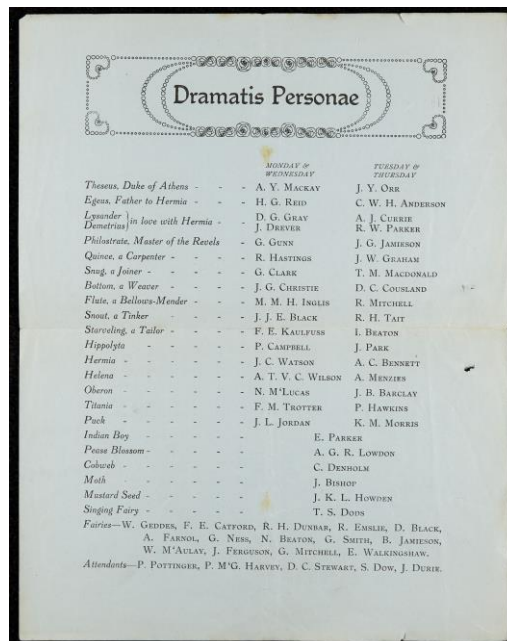 Dramatis Personae
MONDAY & WEDNESDAY TUESDAY & THURSDAY
Theseus, Duke of Athens - - - A. Y. MACKAY J. Y. ORR
Egeus, Father to Hermia - - - H. G. REID C. W. H. ANDERSON
Lysander } in love with Hermia - - D. G. GRAY A. J. CURRIE
Demetrius } J. DREVER R. W. PARKER
Philostrate, Master of the Revels - G. GUNN J. G. JAMIESON
Quince, a Carpenter - - - - R. HASTINGS J. W. GRAHAM
Snug, a Joiner - - - - - G. CLARK T. M. MACDONALD
Bottom, a Weaver - - - - J. G. CHRISTIE D. C. COUSLAND
Flute, a Bellows-Mender - - - M. M. H. INGLIS R. MITCHELL
Snout, a Tinker - - - - J. J. E. BLACK R. H. TAIT
Starveling, a Tailor - - - - F. E. KAULFUSS I. BEATON
Hippolyta - - - - - P. CAMPBELL J. PARK
Hermia - - - - - - J. C. WATSON A. C. BENNETT
Helena - - - - - - A. T. V. C. WILSON A. MENZIES
Oberon - - - - - - N. M'LUCAS J. B. BARCLAY
Titania - - - - - - F. M. TROTTER P. HAWKINS
Puck - - - - - - J. L. JORDAN K. M. MORRIS
Indian Boy - - - - - E. PARKER
Pease Blossom - - - - - A. G. R. LOWDON
Cobweb - - - - - - C. DENHOLM
Moth - - - - - - J. BISHOP
Mustard Seed - - - - - J. K. L. HOWDEN
Singing Fairy - - - - - T. S. DODS
Fairies—W. GEDDES, F. E. CATFORD, R. H. DUNBAR, R. EMSLIE, D. BLACK,
A. FARNOL, G. NESS, N. BEATON, G. SMITH, B. JAMIESON,
W. M'AULAY, J. FERGUSON, G. MITCHELL, E. WALKINGSHAW.
Attendants—P. POTTINGER, P. M'G. HARVEY, D. C. STEWART, S. DOW, J. DURIE.